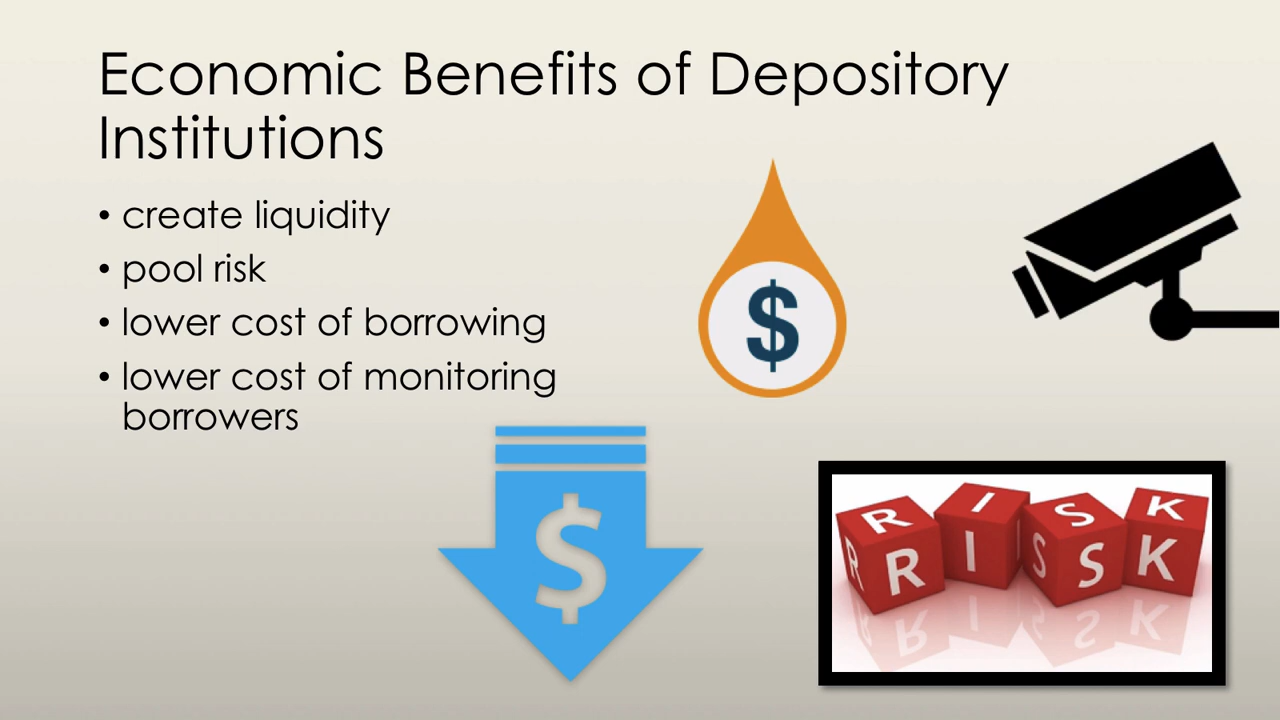 Economic Benefits of Depository
Institutions
• create liquidity
• pool risk
• lower cost of borrowing
• lower cost of monitoring
borrowers
$
$
R I S K
R R I I S S K
R I S K